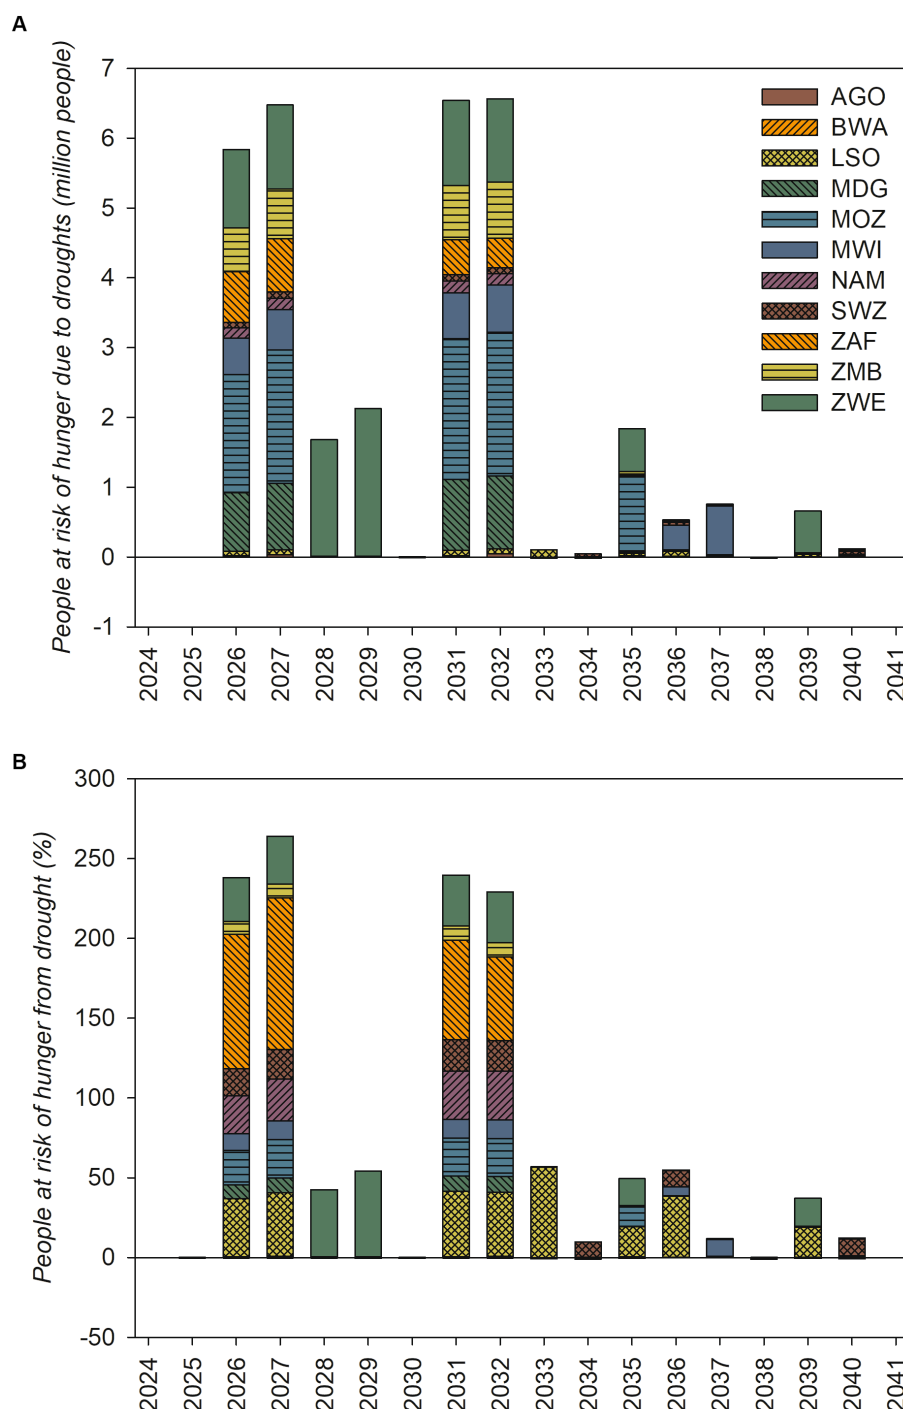 A
People at risk of hunger due to droughts (million people)
7
6
5
4
3
2
1
0
-1
AGO
BWA
LSO
MDG
MOZ
MWI
NAM
SWZ
ZAF
ZMB
ZWE
2024 2025 2026 2027 2028 2029 2030 2031 2032 2033 2034 2035 2036 2037 2038 2039 2040 2041
B
People at risk of hunger from drought (%)
300
250
200
150
100
50
0
-50
2024 2025 2026 2027 2028 2029 2030 2031 2032 2033 2034 2035 2036 2037 2038 2039 2040 2041